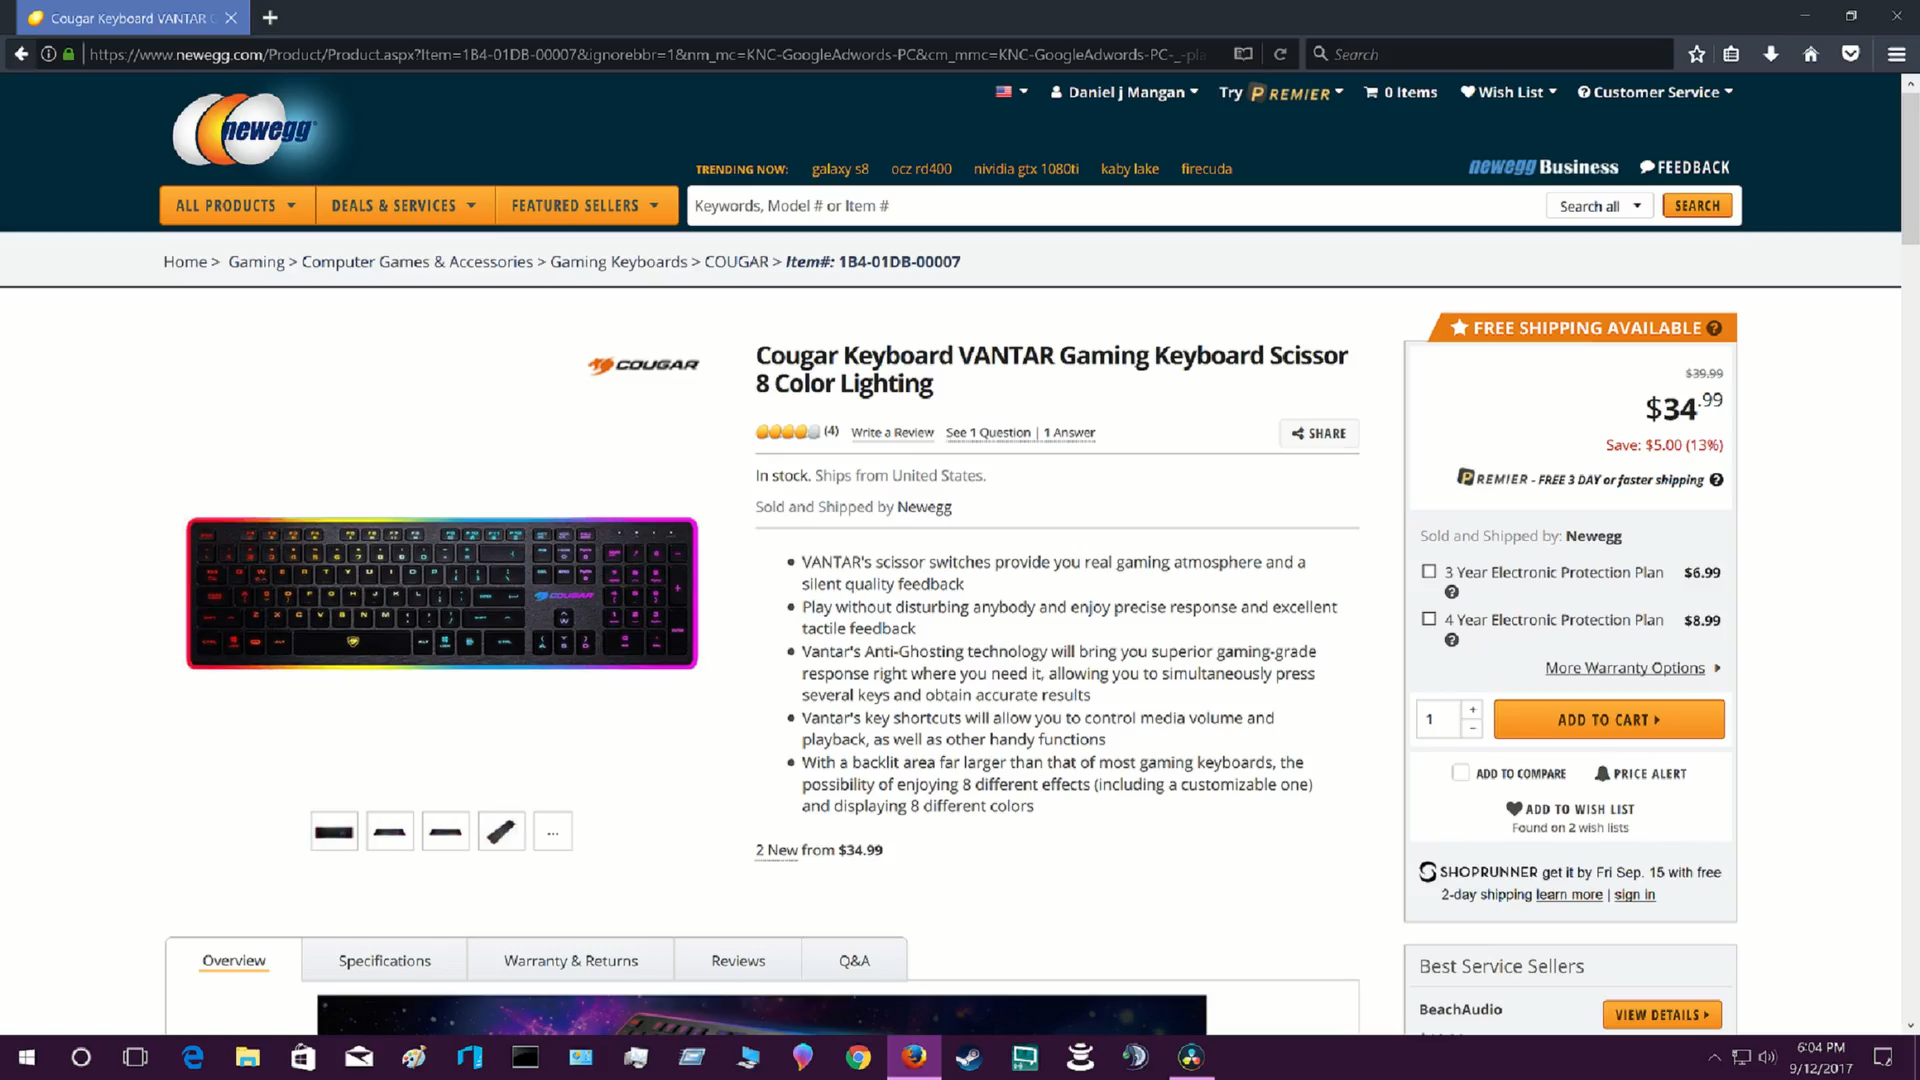 Cougar Keyboard VANTAR
https://www.newegg.com/Product/Product.aspx?Item=1B4-01DB-00007&ignorebbr=1&nm_mc=KNC-GoogleAdwords-PC&cm_mmc=KNC-GoogleAdwords-PC-_-pla
Search
Daniel j Mangan
Try PREMIER
0 Items
Wish List
Customer Service
newegg
TRENDING NOW: galaxy s8 ocz rd400 nividia gtx 1080ti kaby lake firecuda
newegg Business
FEEDBACK
ALL PRODUCTS
DEALS & SERVICES
FEATURED SELLERS
Keywords, Model # or Item #
Search all
SEARCH
Home > Gaming > Computer Games & Accessories > Gaming Keyboards > COUGAR > Item#: 1B4-01DB-00007
COUGAR
COUGAR
Cougar Keyboard VANTAR Gaming Keyboard Scissor
8 Color Lighting
(4) Write a Review See 1 Question | 1 Answer
SHARE
In stock. Ships from United States.
Sold and Shipped by Newegg
VANTAR's scissor switches provide you real gaming atmosphere and a
silent quality feedback
Play without disturbing anybody and enjoy precise response and excellent
tactile feedback
Vantar's Anti-Ghosting technology will bring you superior gaming-grade
response right where you need it, allowing you to simultaneously press
several keys and obtain accurate results
Vantar's key shortcuts will allow you to control media volume and
playback, as well as other handy functions
With a backlit area far larger than that of most gaming keyboards, the
possibility of enjoying 8 different effects (including a customizable one)
and displaying 8 different colors
2 New from $34.99
...
FREE SHIPPING AVAILABLE
$39.99
$34.99
Save: $5.00 (13%)
PREMIER - FREE 3 DAY or faster shipping
Sold and Shipped by: Newegg
3 Year Electronic Protection Plan $6.99
4 Year Electronic Protection Plan $8.99
More Warranty Options
1
ADD TO CART
ADD TO COMPARE
PRICE ALERT
ADD TO WISH LIST
Found on 2 wish lists
SHOPRUNNER get it by Fri Sep. 15 with free
2-day shipping learn more | sign in
Overview
Specifications
Warranty & Returns
Reviews
Q&A
Best Service Sellers
BeachAudio
VIEW DETAILS
6:04 PM
9/12/2017